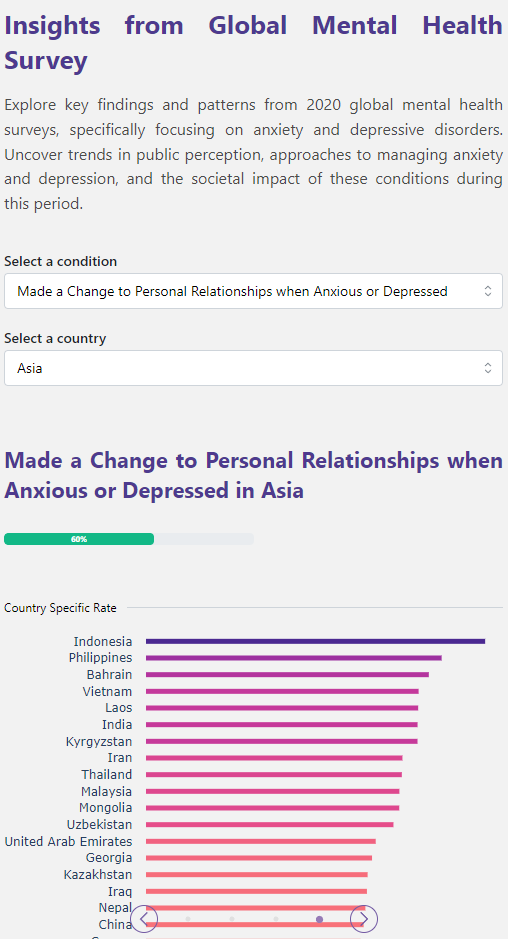 Insights from Global Mental Health
Survey
Explore key findings and patterns from 2020 global mental health
surveys, specifically focusing on anxiety and depressive disorders.
Uncover trends in public perception, approaches to managing anxiety
and depression, and the societal impact of these conditions during
this period.
Select a condition
Made a Change to Personal Relationships when Anxious or Depressed
Select a country
Asia
Made a Change to Personal Relationships when
Anxious or Depressed in Asia
60%
Country Specific Rate
Indonesia
Philippines
Bahrain
Vietnam
Laos
India
Kyrgyzstan
Iran
Thailand
Malaysia
Mongolia
Uzbekistan
United Arab Emirates
Georgia
Kazakhstan
Iraq
Nepal
China